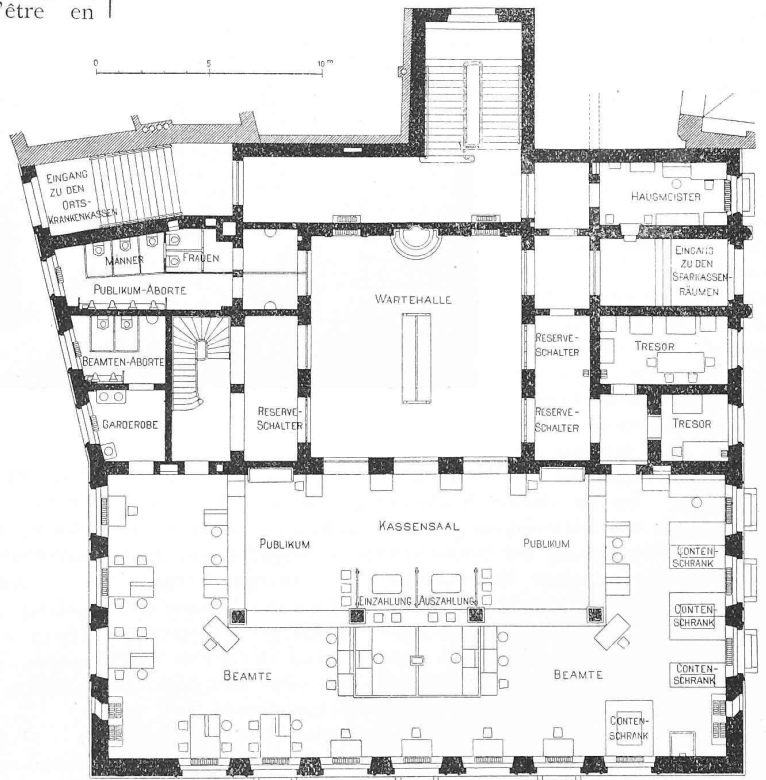 'être en
0 5 10 m
EINGANG
ZU DEN
ORTS-
KRANKENKASSEN
HAUSMEISTER
MÄNNER
FRAUEN
PUBLIKUM-ABORTE
EINGANG
ZU DEN
SPARKASSEN-
RÄUMEN
WARTEHALLE
BEAMTEN-ABORTE
RESERVE-
SCHALTER
TRESOR
GARDEROBE
RESERVE-
SCHALTER
RESERVE-
SCHALTER
TRESOR
KASSENSAAL
PUBLIKUM
PUBLIKUM
CONTEN-
SCHRANK
EINZAHLUNG
AUSZAHLUNG
CONTEN-
SCHRANK
BEAMTE
BEAMTE
CONTEN-
SCHRANK
CONTEN-
SCHRANK